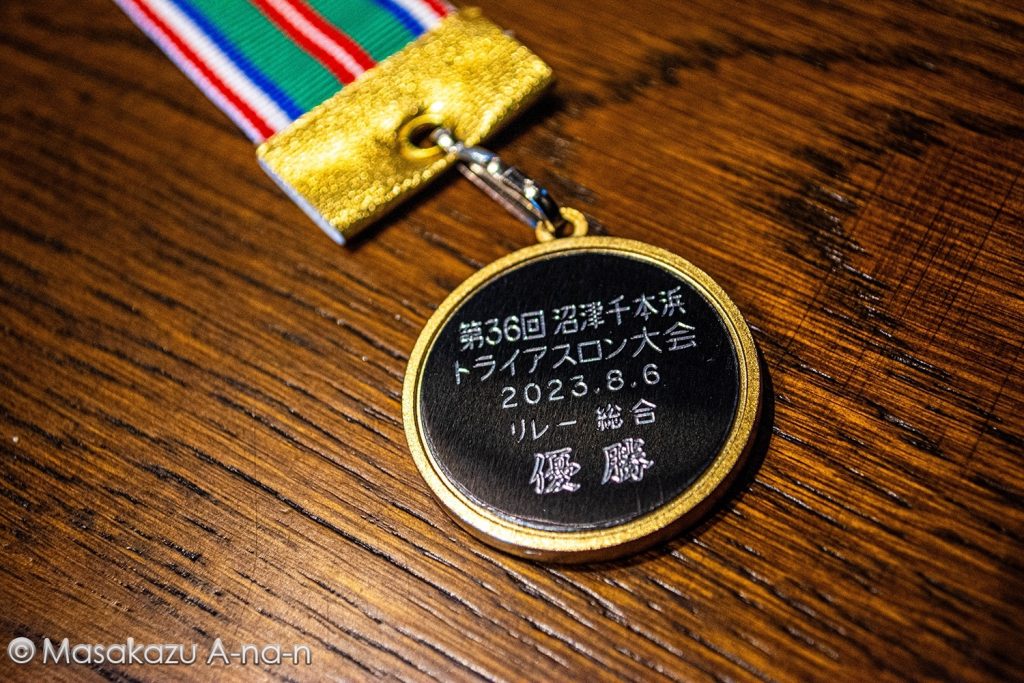 第36回 沼津千本浜
トライアスロン大会
2023.8.6
リレー 総合
優勝
© Masakazu A-na-n